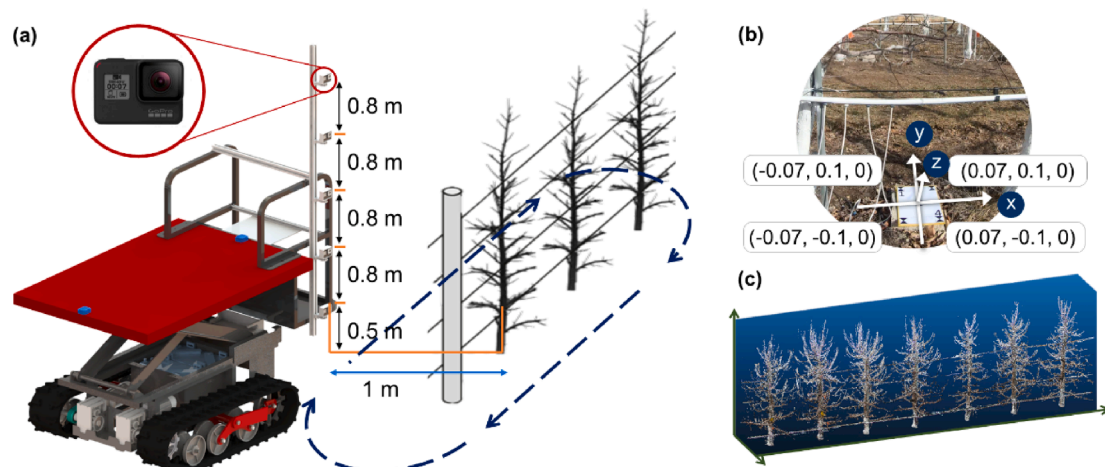 (a)
0.8 m
0.8 m
0.8 m
0.8 m
0.5 m
1 m
(b)
y
z
x
(-0.07, 0.1, 0)
(0.07, 0.1, 0)
(-0.07, -0.1, 0)
(0.07, -0.1, 0)
(c)